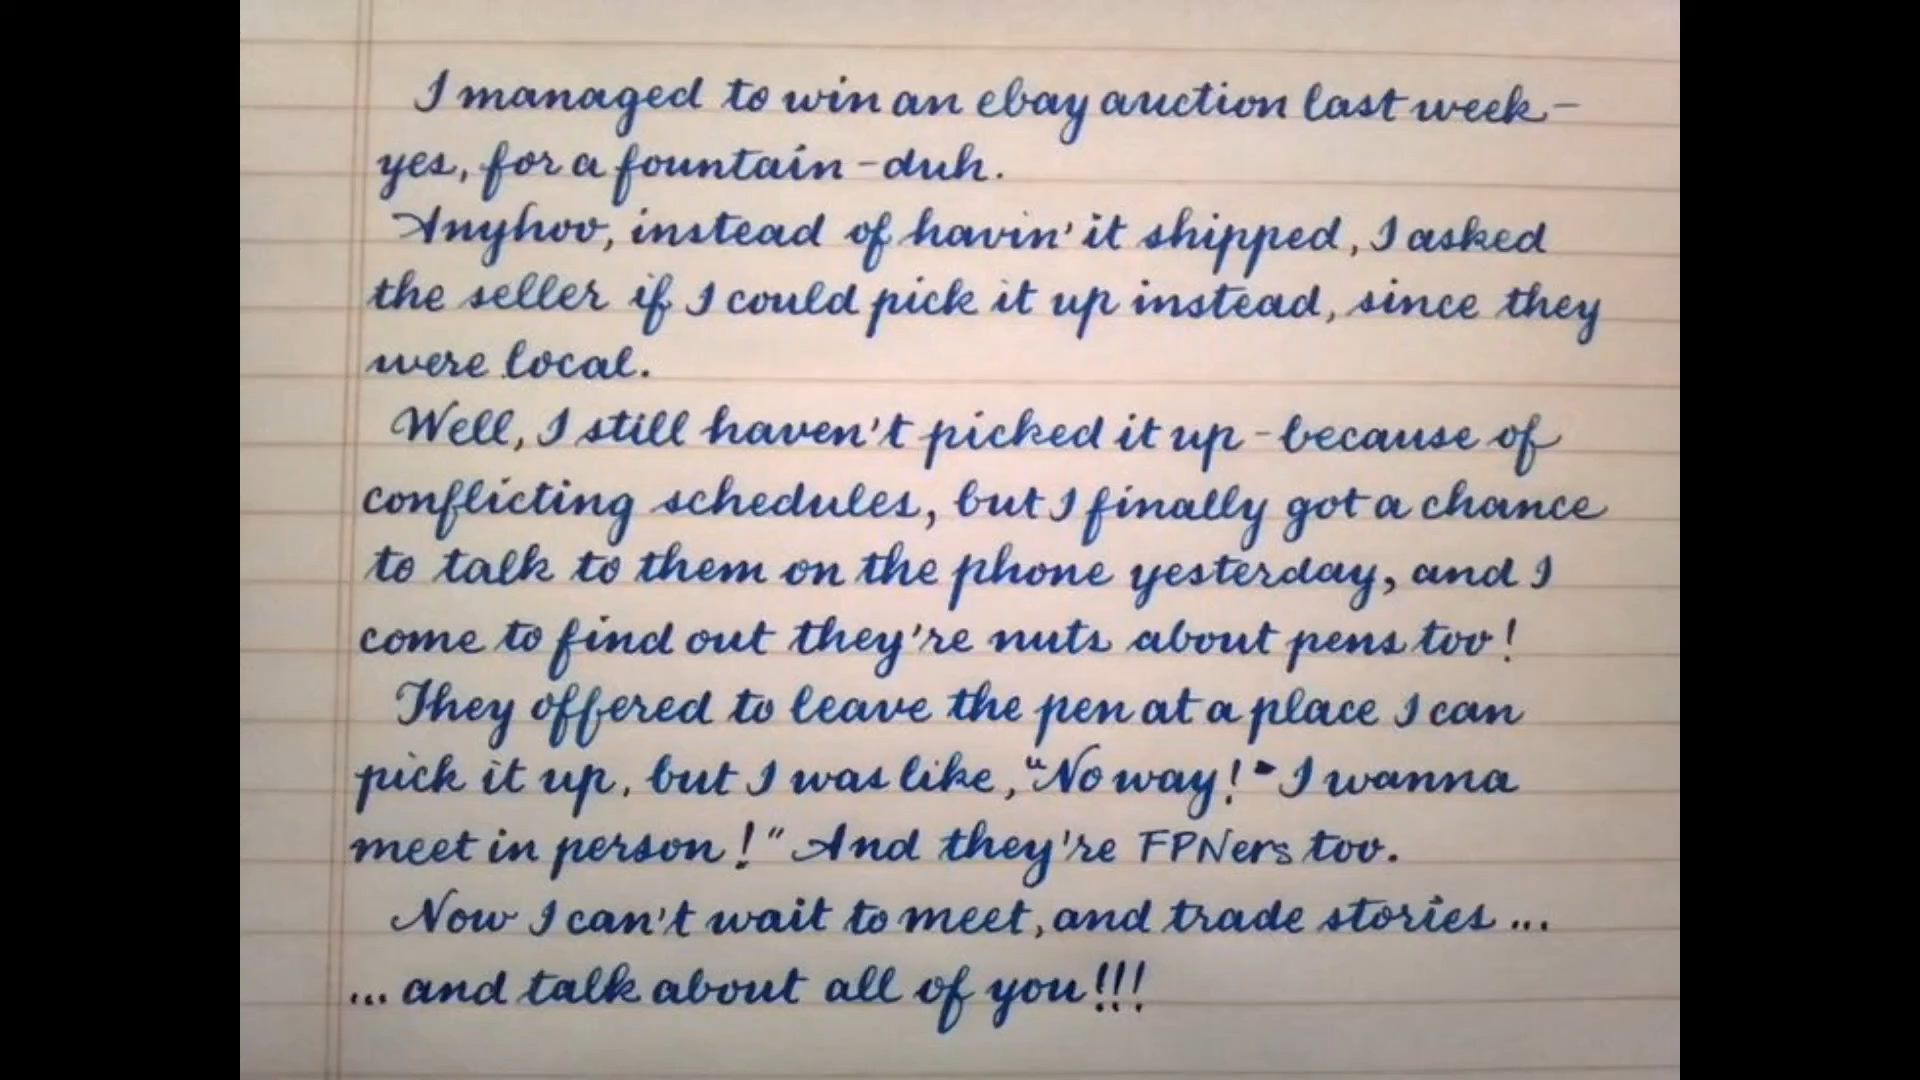 I managed to win an ebay auction last week –
yes, for a fountain – duh.
Anyhoo, instead of havin' it shipped, I asked
the seller if I could pick it up instead, since they
were local.
Well, I still haven't picked it up - because of
conflicting schedules, but I finally got a chance
to talk to them on the phone yesterday, and I
come to find out they're nuts about pens too!
They offered to leave the pen at a place I can
pick it up, but I was like, "No way! - I wanna
meet in person!" And they're FPNers too.
Now I can't wait to meet, and trade stories ...
... and talk about all of you!!!